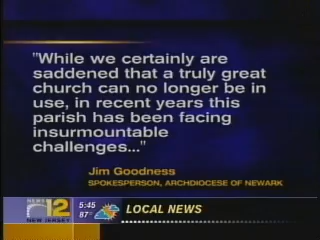 "While we certainly are
saddened that a truly great
church can no longer be in
use, in recent years this
parish has been facing
insurmountable
challenges..."
Jim Goodness
SPOKESPERSON, ARCHDIOCESE OF NEWARK
NEWS
12
NEW JERSEY
5:45
87°
LOCAL NEWS